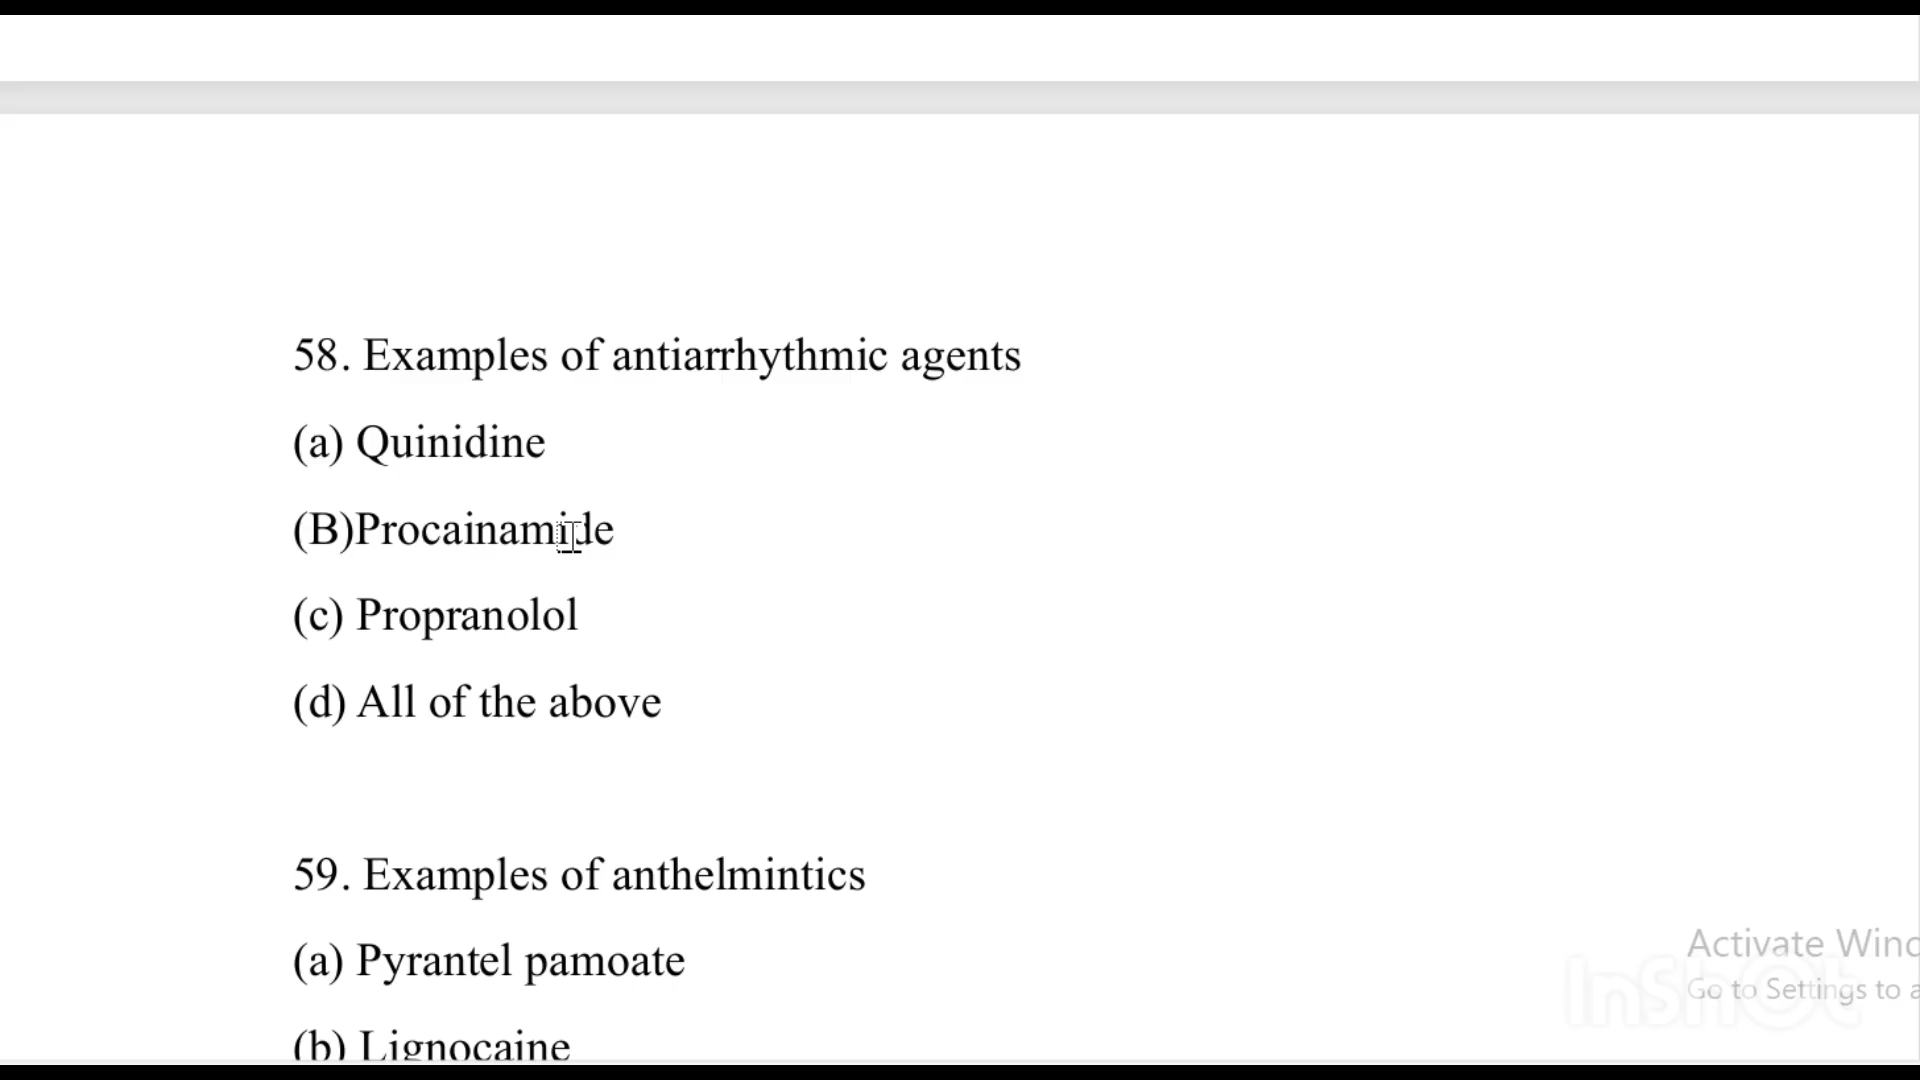 58. Examples of antiarrhythmic agents
(a) Quinidine
(B)Procainamide
(c) Propranolol
(d) All of the above
59. Examples of anthelmintics
(a) Pyrantel pamoate
(b) Lignocaine
Activate Wind
Go to Settings to a
InShot